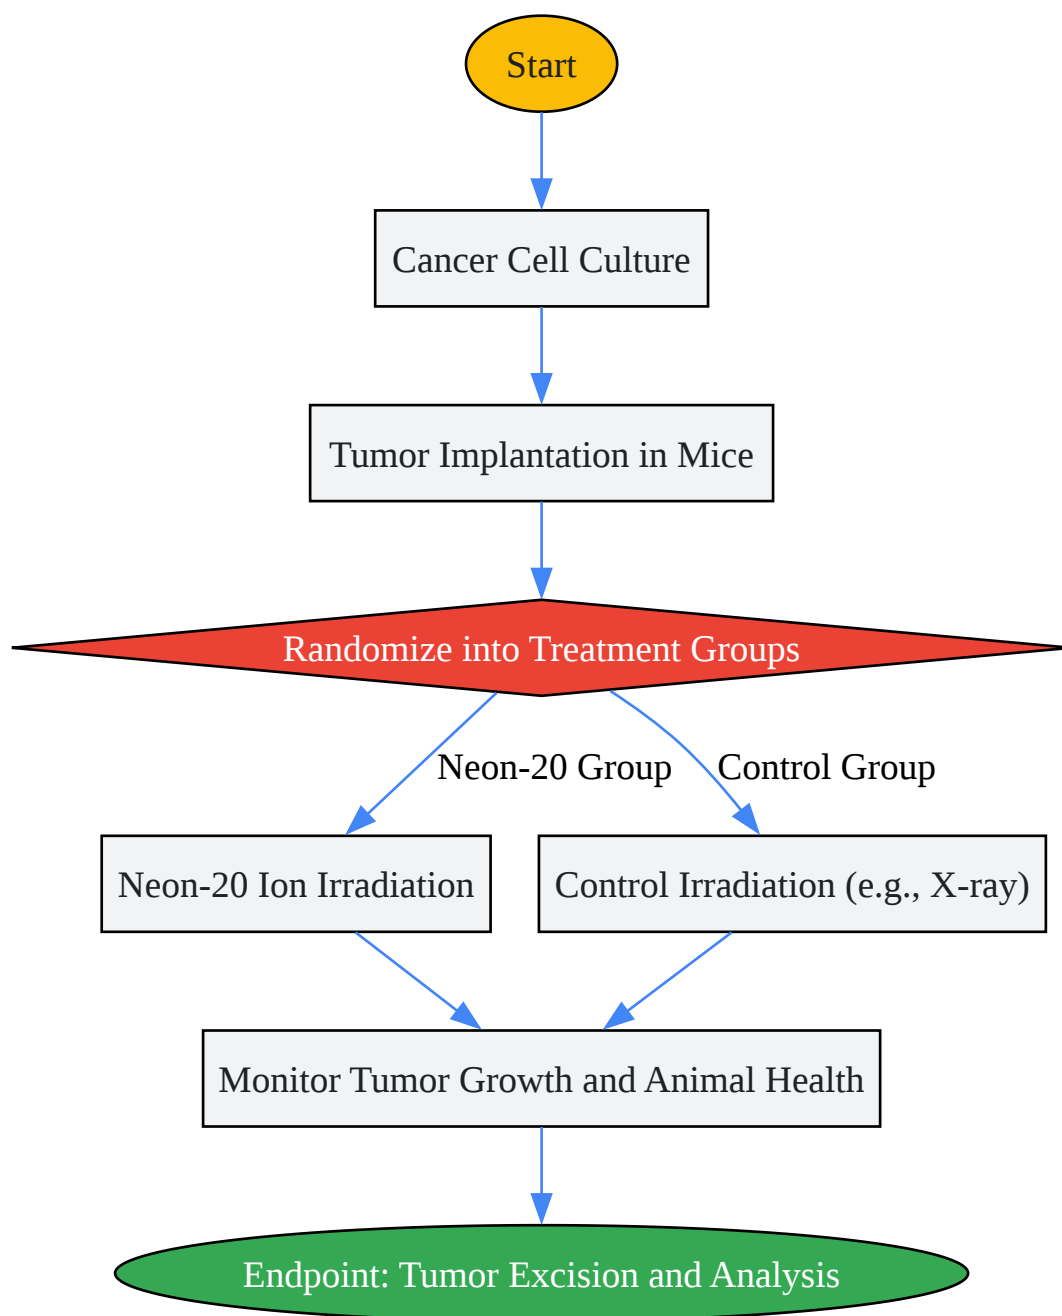 Start
Cancer Cell Culture
Tumor Implantation in Mice
Randomize into Treatment Groups
Neon-20 Group
Control Group
Neon-20 Ion Irradiation
Control Irradiation (e.g., X-ray)
Monitor Tumor Growth and Animal Health
Endpoint: Tumor Excision and Analysis